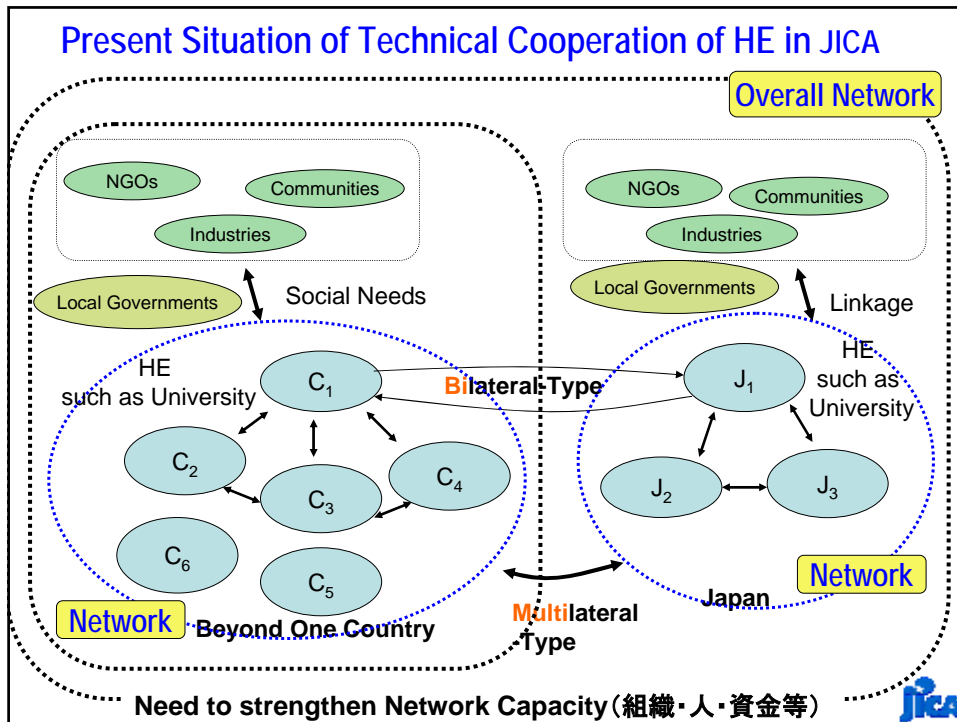 Present Situation of Technical Cooperation of HE in JICA
Overall Network
NGOs
Communities
Industries
Local Governments
Social Needs
HE
such as University
C1
C2
C3
C4
C6
C5
Network
Beyond One Country
Bilateral-Type
Multilateral
Type
NGOs
Communities
Industries
Local Governments
Linkage
HE
such as
University
J1
J2
J3
Network
Japan
Need to strengthen Network Capacity(組織・人・資金等)
JICA